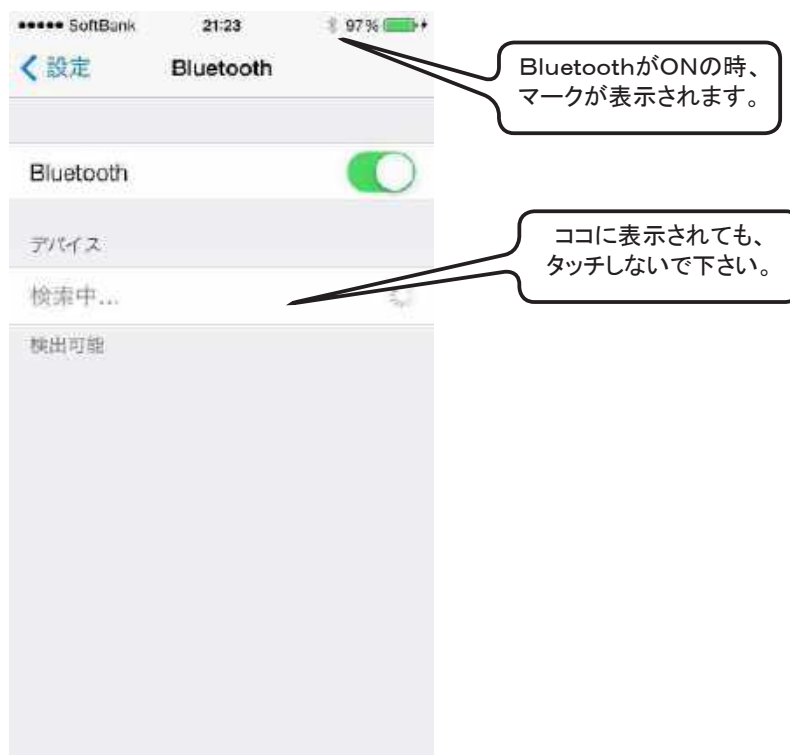 ●●●●● SoftBank 21:23 97%
設定 Bluetooth
BluetoothがONの時、
マークが表示されます。
Bluetooth
デバイス
ココに表示されても、
タッチしないで下さい。
検索中...
検出可能